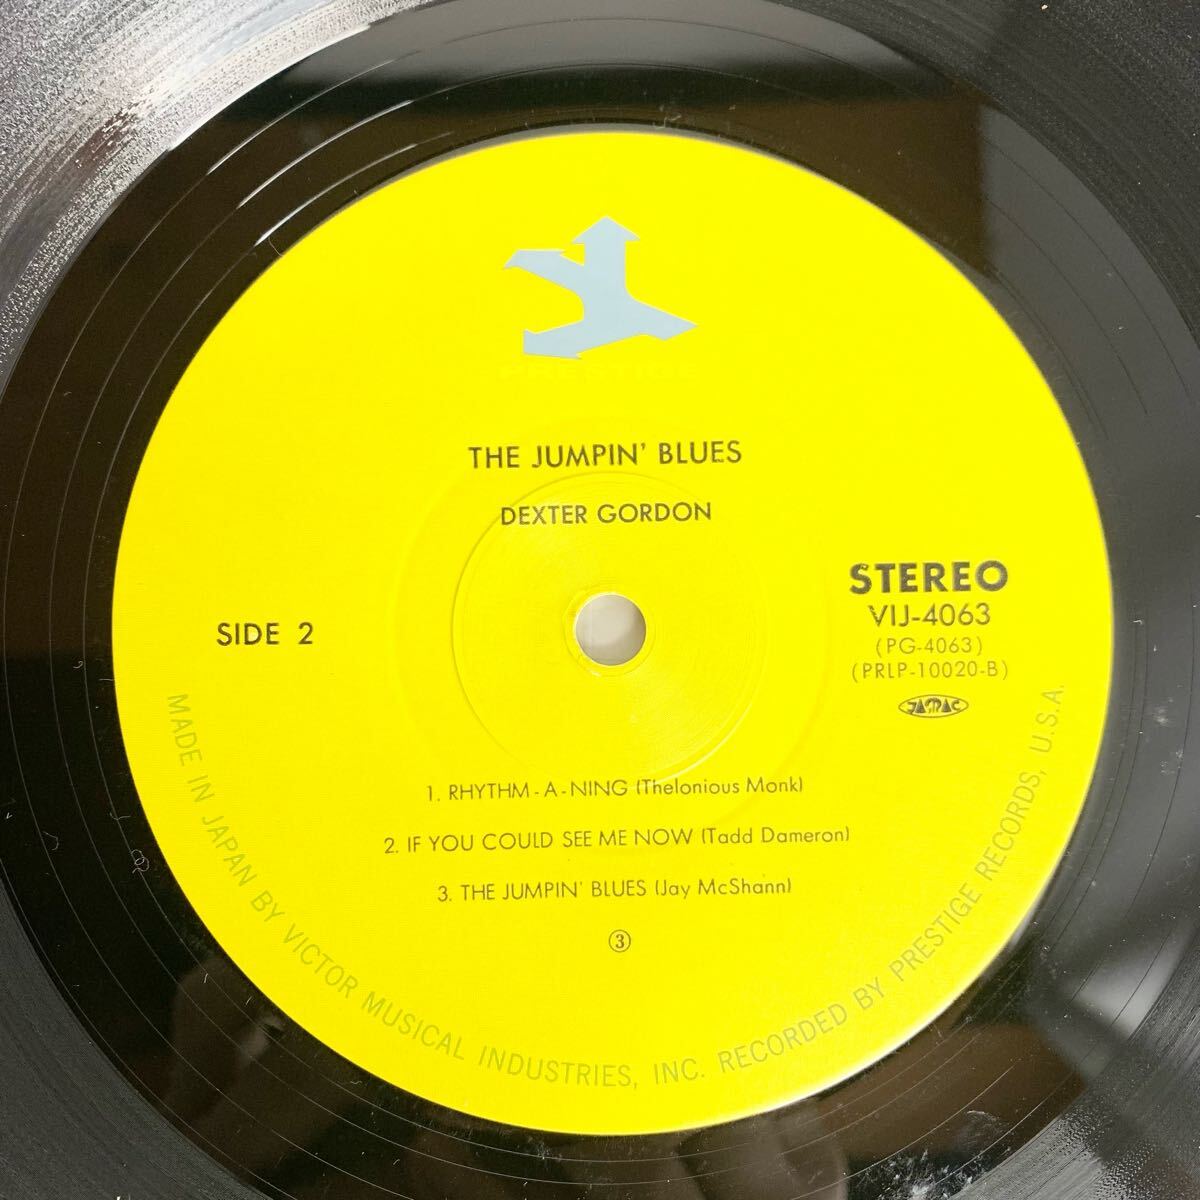 PRESTIGE
THE JUMPIN' BLUES
DEXTER GORDON
STEREO
VIJ-4063
(PG-4063)
(PRLP-10020-B)
JASRAC
SIDE 2
1. RHYTHM-A-NING (Thelonious Monk)
2. IF YOU COULD SEE ME NOW (Tadd Dameron)
3. THE JUMPIN' BLUES (Jay McShann)
③
MADE IN JAPAN BY VICTOR MUSICAL INDUSTRIES, INC. RECORDED BY PRESTIGE RECORDS, U.S.A.